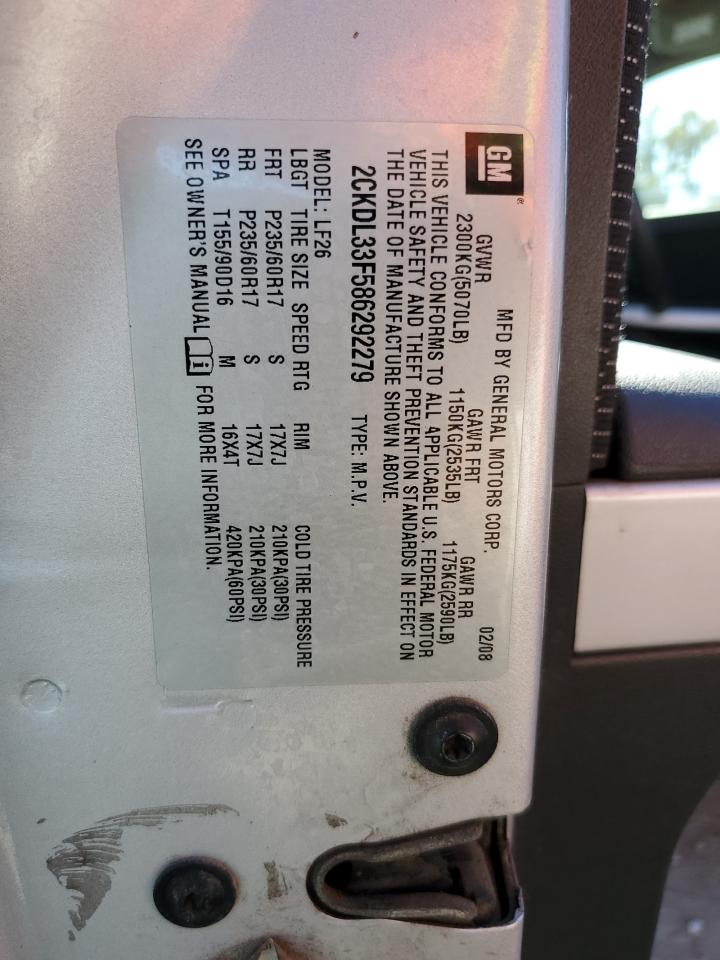 GM ®
MFD BY GENERAL MOTORS CORP. 02/08
GVWR GAWR FRT GAWR RR
2300KG(5070LB) 1150KG(2535LB) 1175KG(2590LB)
THIS VEHICLE CONFORMS TO ALL APPLICABLE U.S. FEDERAL MOTOR
VEHICLE SAFETY AND THEFT PREVENTION STANDARDS IN EFFECT ON
THE DATE OF MANUFACTURE SHOWN ABOVE.
2CKDL33F586292279 TYPE: M.P.V.
MODEL: LF26
LBGT TIRE SIZE SPEED RTG RIM COLD TIRE PRESSURE
FRT P235/60R17 S 17X7J 210KPA(30PSI)
RR P235/60R17 S 17X7J 210KPA(30PSI)
SPA T155/90D16 M 16X4T 420KPA(60PSI)
SEE OWNER'S MANUAL i FOR MORE INFORMATION.